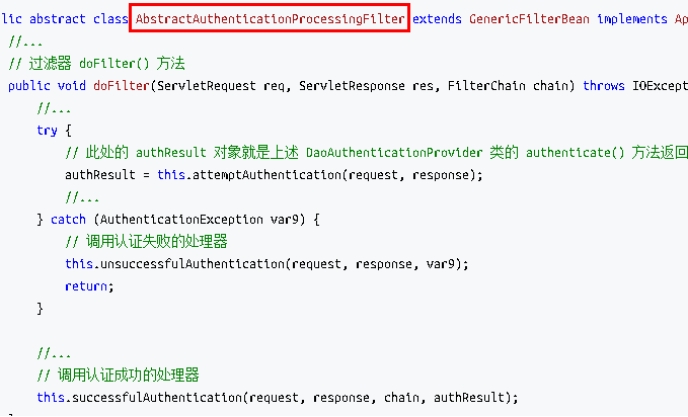 lic abstract class AbstractAuthenticationProcessingFilter extends GenericFilterBean implements Ap
//...
// 过滤器 doFilter() 方法
public void doFilter(ServletRequest req, ServletResponse res, FilterChain chain) throws IOExcept
//...
try {
// 此处的 authResult 对象就是上述 DaoAuthenticationProvider 类的 authenticate() 方法返回
authResult = this.attemptAuthentication(request, response);
//...
} catch (AuthenticationException var9) {
// 调用认证失败的处理器
this.unsuccessfulAuthentication(request, response, var9);
return;
}
//...
// 调用认证成功的处理器
this.successfulAuthentication(request, response, chain, authResult);